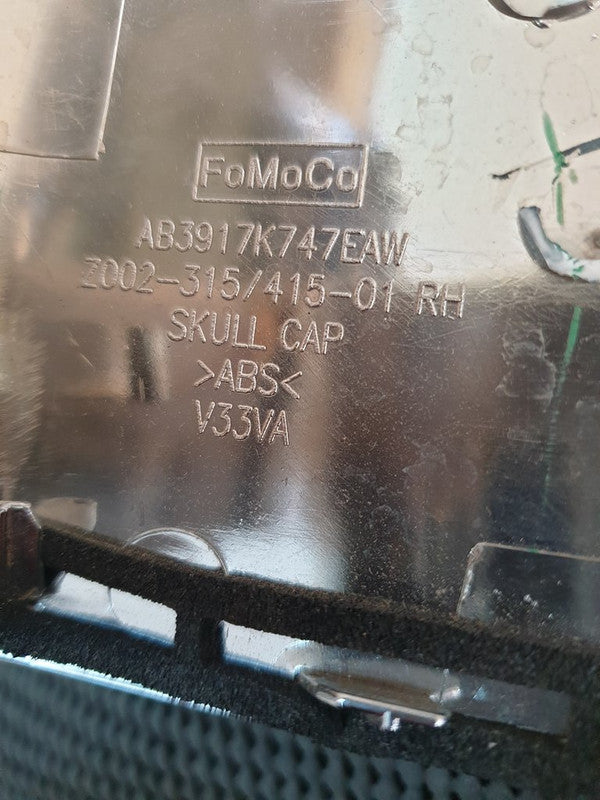 FoMoCo
AB3917K747EAW
Z002-315/415-01 RH
SKULL CAP
>ABS<
V33VA